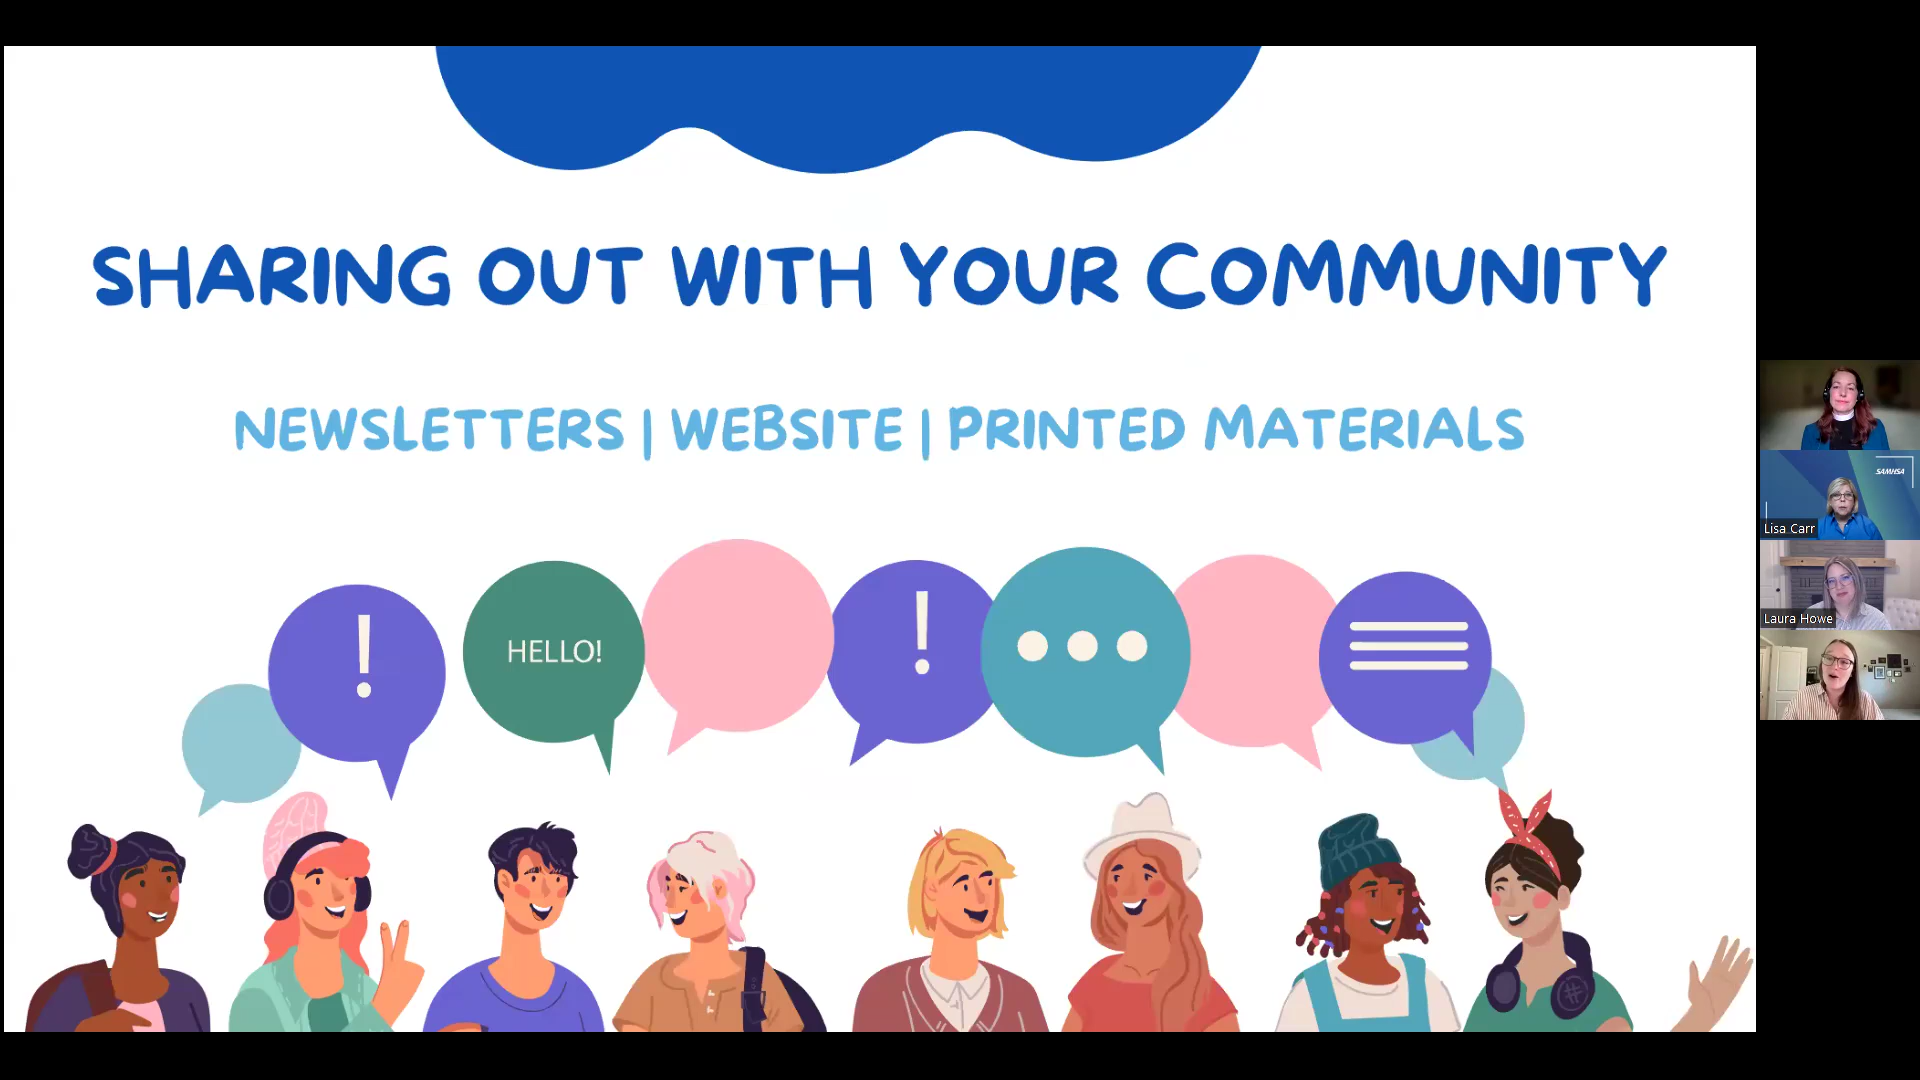 SHARING OUT WITH YOUR COMMUNITY
NEWSLETTERS | WEBSITE | PRINTED MATERIALS
!
HELLO!
!
SAMHSA
Lisa Carr
Laura Howe